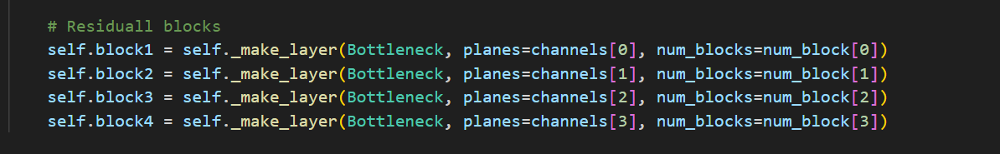 # Residuall blocks
self.block1 = self._make_layer(Bottleneck, planes=channels[0], num_blocks=num_block[0])
self.block2 = self._make_layer(Bottleneck, planes=channels[1], num_blocks=num_block[1])
self.block3 = self._make_layer(Bottleneck, planes=channels[2], num_blocks=num_block[2])
self.block4 = self._make_layer(Bottleneck, planes=channels[3], num_blocks=num_block[3])